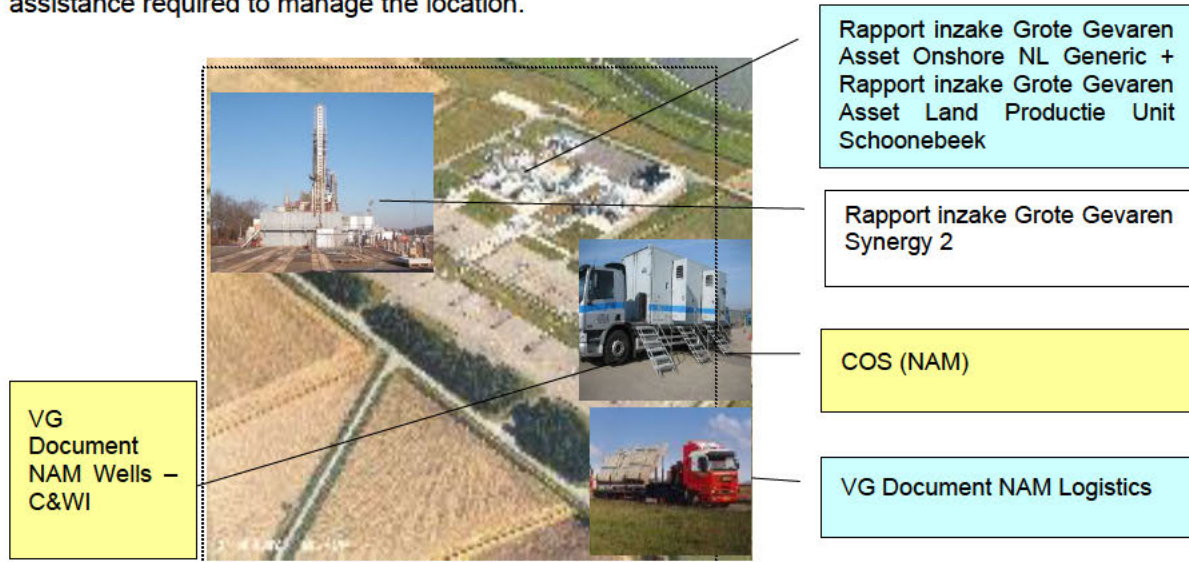 assistance required to manage the location.
Rapport inzake Grote Gevaren
Asset Onshore NL Generic +
Rapport inzake Grote Gevaren
Asset Land Productie Unit
Schoonebeek
Rapport inzake Grote Gevaren
Synergy 2
COS (NAM)
VG
Document
NAM Wells –
C&WI
VG Document NAM Logistics